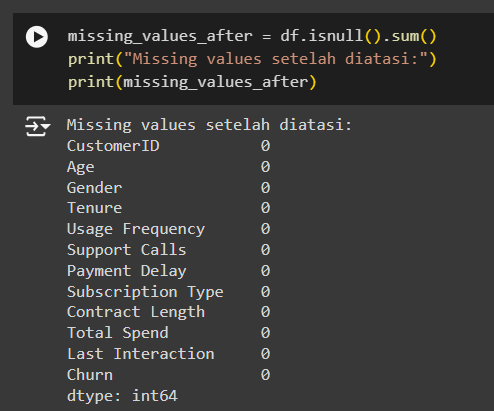 missing_values_after = df.isnull().sum()
print("Missing values setelah diatasi:")
print(missing_values_after)
Missing values setelah diatasi:
CustomerID 0
Age 0
Gender 0
Tenure 0
Usage Frequency 0
Support Calls 0
Payment Delay 0
Subscription Type 0
Contract Length 0
Total Spend 0
Last Interaction 0
Churn 0
dtype: int64